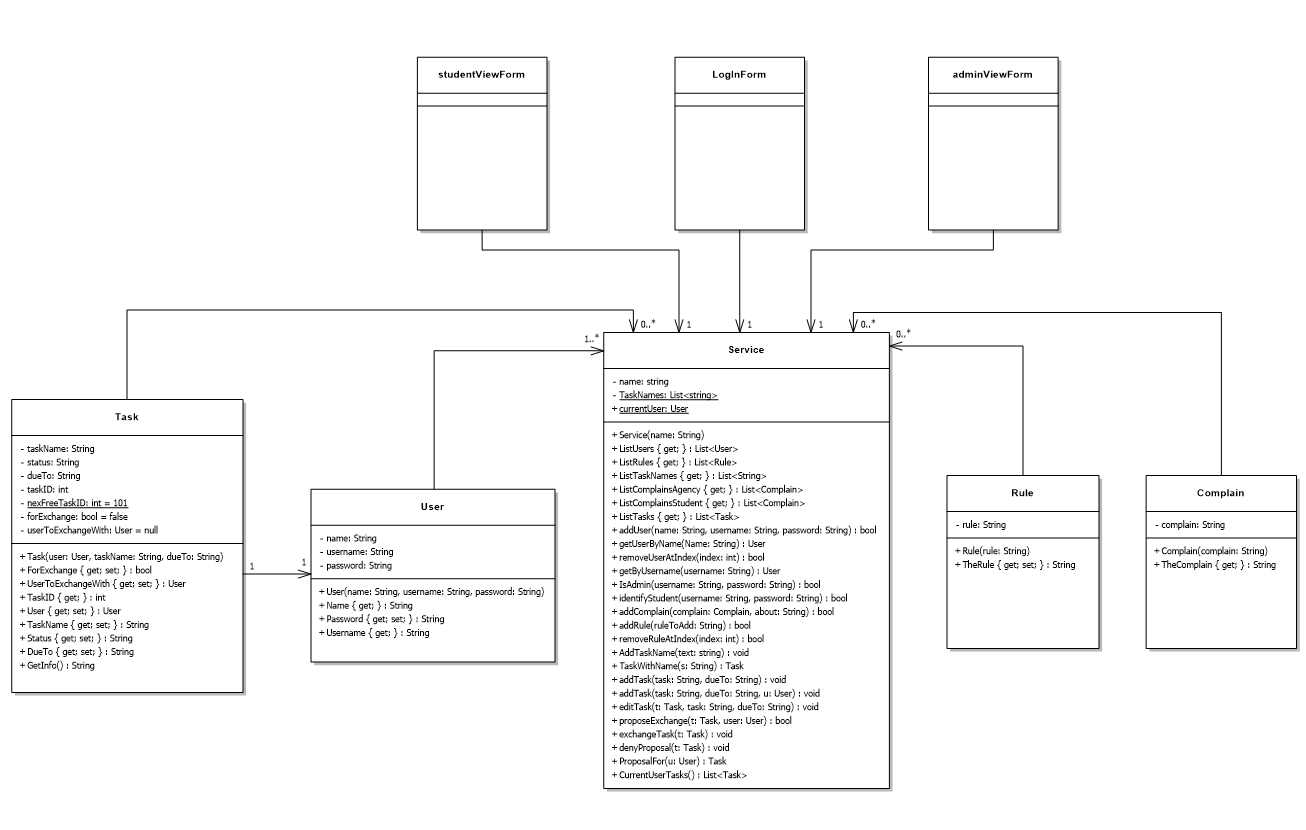 studentViewForm
LogInForm
adminViewForm
0..*
1
1
1
0..*
1..*
0..*
Service
- name: string
- TaskNames: List<string>
+ currentUser: User
+ Service(name: String)
+ ListUsers { get; } : List<User>
+ ListRules { get; } : List<Rule>
+ ListTaskNames { get; } : List<String>
+ ListComplainsAgency { get; } : List<Complain>
+ ListComplainsStudent { get; } : List<Complain>
+ ListTasks { get; } : List<Task>
+ addUser(name: String, username: String, password: String) : bool
+ getUserByName(Name: String) : User
+ removeUserAtIndex(index: int) : bool
+ getByUsername(username: String) : User
+ IsAdmin(username: String, password: String) : bool
+ identifyStudent(username: String, password: String) : bool
+ addComplain(complain: Complain, about: String) : bool
+ addRule(ruleToAdd: String) : bool
+ removeRuleAtIndex(index: int) : bool
+ AddTaskName(text: string) : void
+ TaskWithName(s: String) : Task
+ addTask(task: String, dueTo: String) : void
+ addTask(task: String, dueTo: String, u: User) : void
+ editTask(t: Task, task: String, dueTo: String) : void
+ proposeExchange(t: Task, user: User) : bool
+ exchangeTask(t: Task) : void
+ denyProposal(t: Task) : void
+ ProposalFor(u: User) : Task
+ CurrentUserTasks() : List<Task>
Task
- taskName: String
- status: String
- dueTo: String
- taskID: int
- nexFreeTaskID: int = 101
- forExchange: bool = false
- userToExchangeWith: User = null
+ Task(user: User, taskName: String, dueTo: String)
+ ForExchange { get; set; } : bool
+ UserToExchangeWith { get; set; } : User
+ TaskID { get; } : int
+ User { get; set; } : User
+ TaskName { get; set; } : String
+ Status { get; set; } : String
+ DueTo { get; set; } : String
+ GetInfo() : String
1
1
User
- name: String
- username: String
- password: String
+ User(name: String, username: String, password: String)
+ Name { get; } : String
+ Password { get; set; } : String
+ Username { get; } : String
Rule
- rule: String
+ Rule(rule: String)
+ TheRule { get; set; } : String
Complain
- complain: String
+ Complain(complain: String)
+ TheComplain { get; } : String